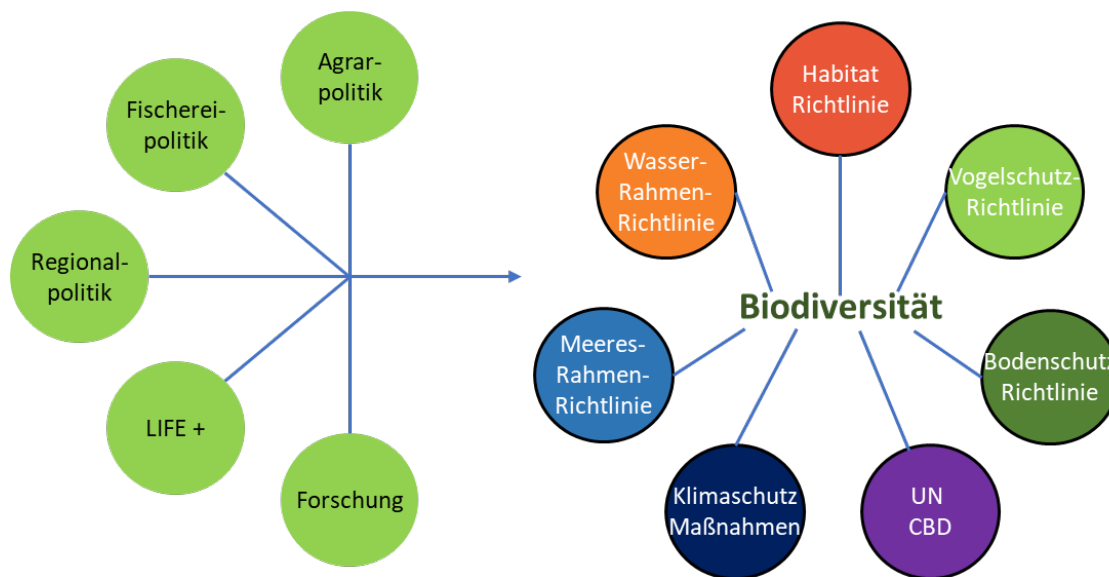 Agrar-
politik
Fischerei-
politik
Regional-
politik
LIFE +
Forschung
Habitat
Richtlinie
Wasser-
Rahmen-
Richtlinie
Vogelschutz-
Richtlinie
Biodiversität
Meeres-
Rahmen-
Richtlinie
Bodenschutz
Richtlinie
Klimaschutz
Maßnahmen
UN
CBD